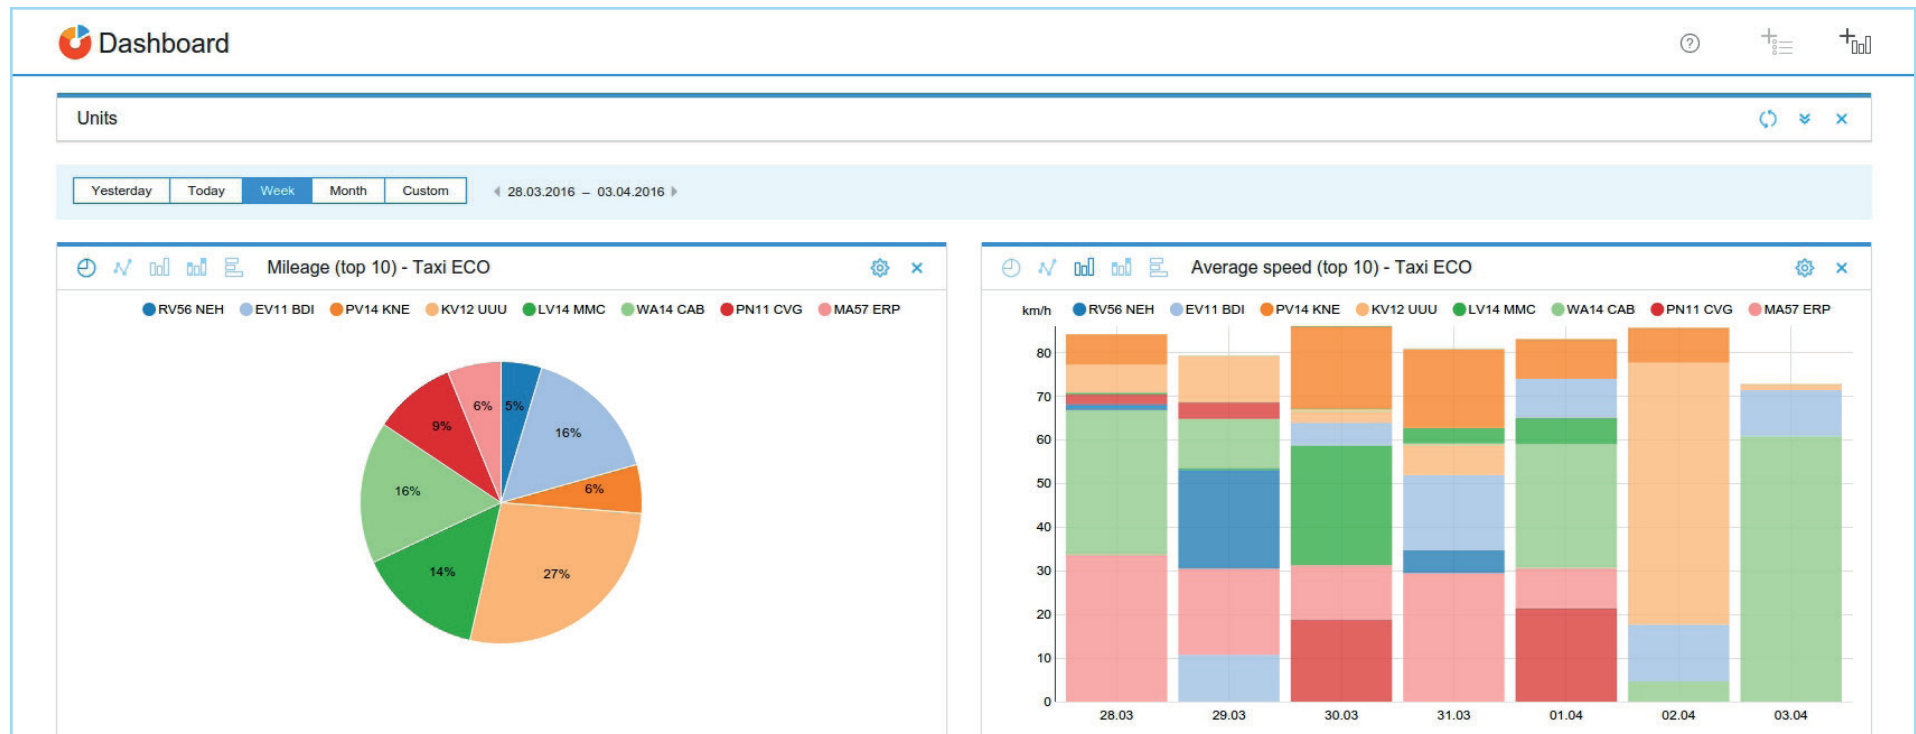 Dashboard
Units
Yesterday Today Week Month Custom 28.03.2016 – 03.04.2016
Mileage (top 10) - Taxi ECO
RV56 NEH EV11 BDI PV14 KNE KV12 UUU LV14 MMC WA14 CAB PN11 CVG MA57 ERP
6% 5%
9% 16%
16% 6%
14% 27%
Average speed (top 10) - Taxi ECO
km/h RV56 NEH EV11 BDI PV14 KNE KV12 UUU LV14 MMC WA14 CAB PN11 CVG MA57 ERP
80
70
60
50
40
30
20
10
0
28.03 29.03 30.03 31.03 01.04 02.04 03.04